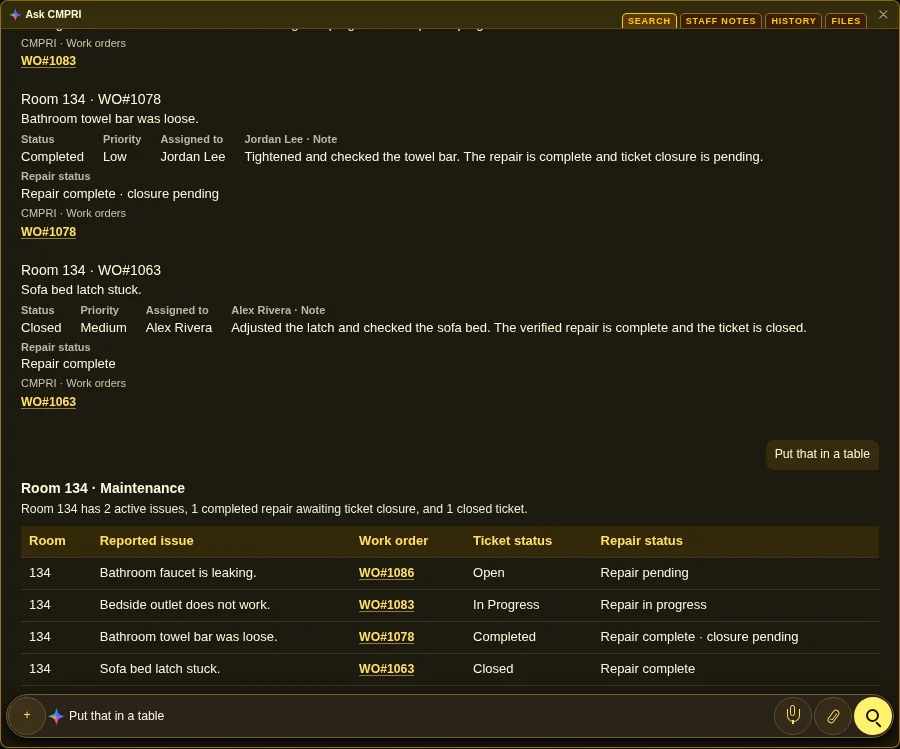 Ask CMPRI
SEARCH STAFF NOTES HISTORY FILES
CMPRI · Work orders
WO#1083
Room 134 · WO#1078
Bathroom towel bar was loose.
Status Priority Assigned to Jordan Lee · Note
Completed Low Jordan Lee Tightened and checked the towel bar. The repair is complete and ticket closure is pending.
Repair status
Repair complete · closure pending
CMPRI · Work orders
WO#1078
Room 134 · WO#1063
Sofa bed latch stuck.
Status Priority Assigned to Alex Rivera · Note
Closed Medium Alex Rivera Adjusted the latch and checked the sofa bed. The verified repair is complete and the ticket is closed.
Repair status
Repair complete
CMPRI · Work orders
WO#1063
Put that in a table
Room 134 · Maintenance
Room 134 has 2 active issues, 1 completed repair awaiting ticket closure, and 1 closed ticket.
Room Reported issue Work order Ticket status Repair status
134 Bathroom faucet is leaking. WO#1086 Open Repair pending
134 Bedside outlet does not work. WO#1083 In Progress Repair in progress
134 Bathroom towel bar was loose. WO#1078 Completed Repair complete · closure pending
134 Sofa bed latch stuck. WO#1063 Closed Repair complete
+ Put that in a table